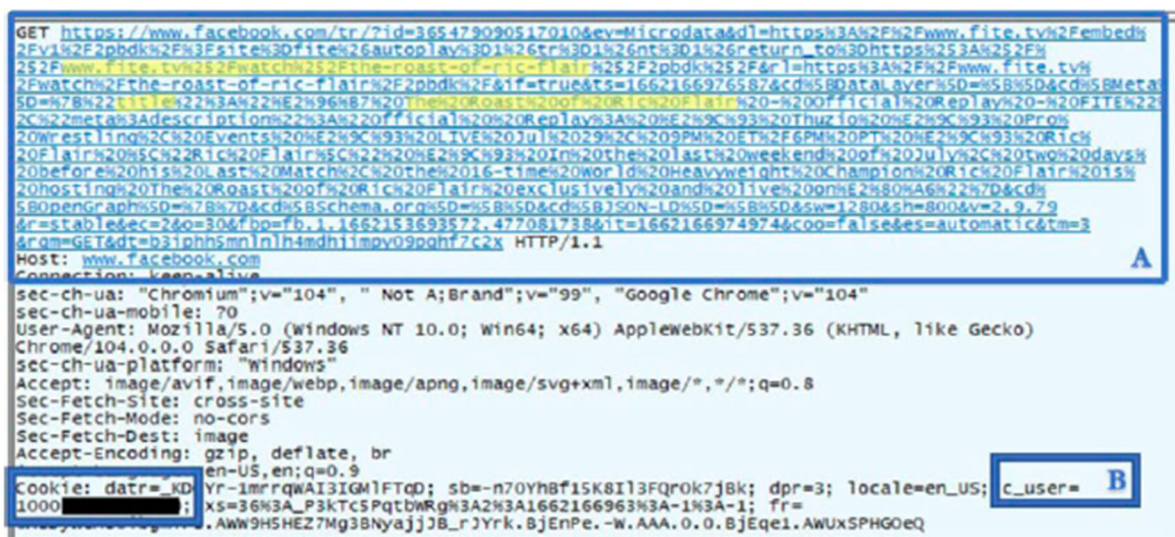 GET https://www.facebook.com/tr/?id=365479090517010&ev=Microdata&dl=https%3A%2F%2Fwww.fite.tv%2Fembed%
2Fv1%2F2pbdk%2F%3Fsite%3Dfite%26autoplay%3D1%26tr%3D1%26nt%3D1%26return_to%3Dhttps%253A%252F%
252Fwww.fite.tv%252Fwatch%252Fthe-roast-of-ric-flair%252F2pbdk%252F&rl=https%3A%2F%2Fwww.fite.tv%
2Fwatch%2Fthe-roast-of-ric-flair%2F2pbdk%2F&if=true&ts=1662166976587&cd%5BDataLayer%5D=%5B%5D&cd%5BMeta%
5D=%7B%22title%22%3A%22%E2%96%B7%20The%20Roast%20of%20Ric%20Flair%20-%20Official%20Replay%20-%20FITE%22%
2C%22meta%3Adescription%22%3A%22Official%20%20Replay%3A%20%E2%9C%93%20Thuzio%20%E2%9C%93%20Pro%
20Wrestling%2C%20Events%20%E2%9C%93%20LIVE%20Jul%2029%2C%209PM%20ET%2F6PM%20PT%20%E2%9C%93%20Ric%
20Flair%20%5C%22Ric%20Flair%5C%22%20%E2%9C%93%20In%20the%20last%20weekend%20of%20July%2C%20two%20days%
20before%20his%20Last%20Match%2C%20the%2016-time%20World%20Heavyweight%20Champion%20Ric%20Flair%20is%
20hosting%20The%20Roast%20of%20Ric%20Flair%20exclusively%20and%20live%20on%E2%80%A6%22%7D&cd%
5BOpenGraph%5D=%7B%7D&cd%5BSchema.org%5D=%5B%5D&cd%5BJSON-LD%5D=%5B%5D&sw=1280&sh=800&v=2.9.79
&r=stable&ec=2&o=30&fbp=fb.1.1662153693572.477081738&it=1662166974974&coo=false&es=automatic&tm=3
&rqm=GET&dt=b3iphh5mnlnlh4mdhjimpy09pqhf7c2x HTTP/1.1
Host: www.facebook.com
A
Connection: keep-alive
sec-ch-ua: "Chromium";v="104", " Not A;Brand";v="99", "Google Chrome";v="104"
sec-ch-ua-mobile: ?0
User-Agent: Mozilla/5.0 (Windows NT 10.0; Win64; x64) AppleWebKit/537.36 (KHTML, like Gecko)
Chrome/104.0.0.0 Safari/537.36
sec-ch-ua-platform: "Windows"
Accept: image/avif,image/webp,image/apng,image/svg+xml,image/*,*/*;q=0.8
Sec-Fetch-Site: cross-site
Sec-Fetch-Mode: no-cors
Sec-Fetch-Dest: image
Accept-Encoding: gzip, deflate, br
en-US,en;q=0.9
Cookie: datr=_KD Yr-1mrrqWAI3IGMlFTqD; sb=-n7OYhBf15K8Il3FQrOk7jBk; dpr=3; locale=en_US; c_user=
B
1000 ; xs=36%3A_P3kTc5PqtbWRg%3A2%3A1662166963%3A-1%3A-1; fr=
.AWW9H5HEZ7Mg3BNyajjJB_rJYrk.BjEnPe.-W.AAA.0.0.BjEqe1.AWUxSPHGOeQ